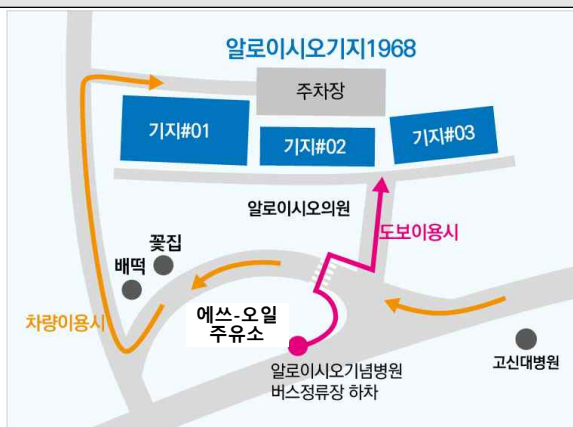 알로이시오기지1968
주차장
기지#01
기지#02
기지#03
알로이시오의원
도보이용시
꽃집
배떡
차량이용시
에쓰-오일
주유소
고신대병원
알로이시오기념병원
버스정류장 하차